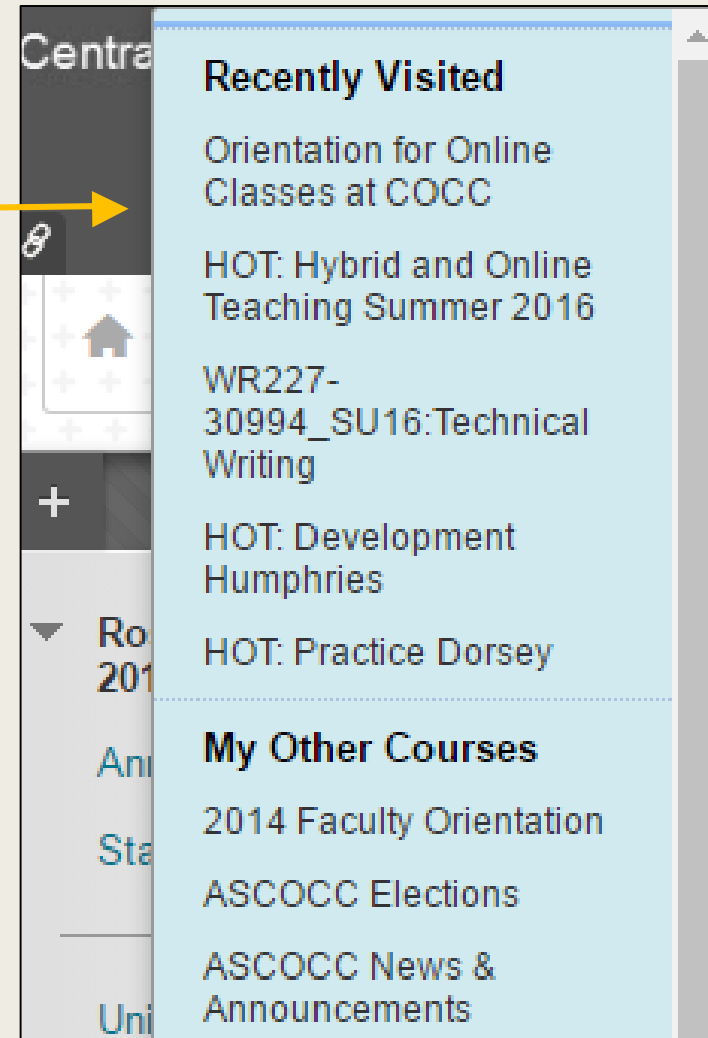 Centra
Recently Visited
Orientation for Online
Classes at COCC
HOT: Hybrid and Online
Teaching Summer 2016
WR227-
30994_SU16:Technical
Writing
HOT: Development
Humphries
HOT: Practice Dorsey
Ro
201
My Other Courses
Ann
2014 Faculty Orientation
Sta
ASCOCC Elections
ASCOCC News &
Announcements
Uni